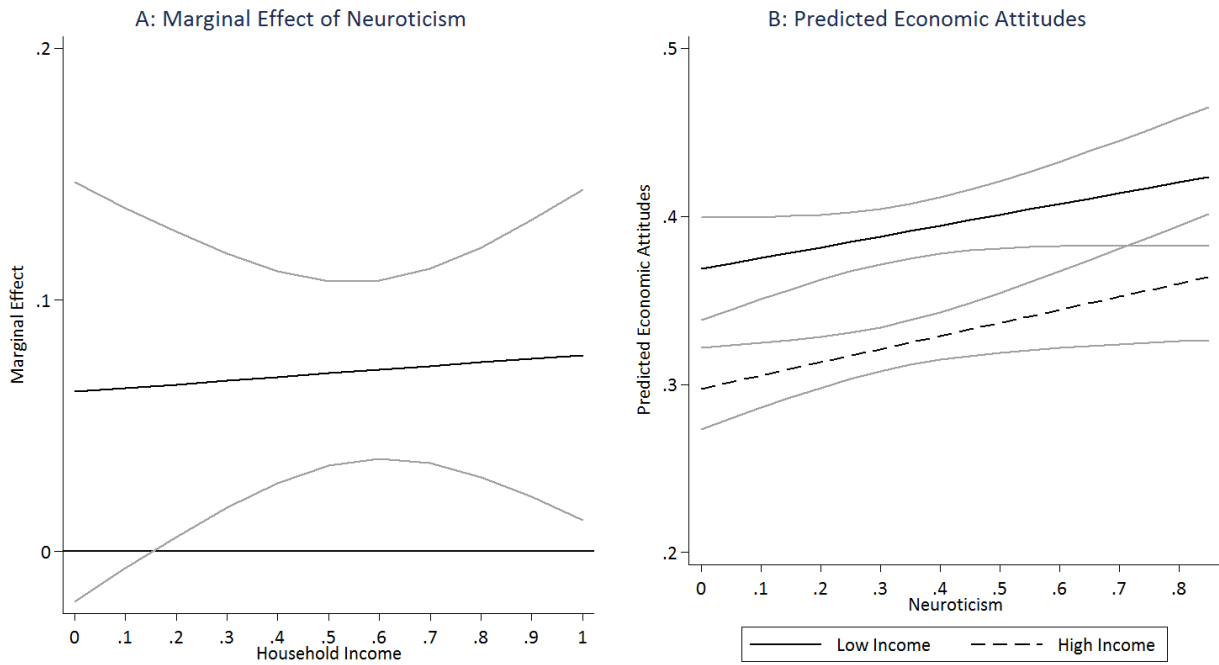 A: Marginal Effect of Neuroticism
.2
.1
0
Marginal Effect
0 .1 .2 .3 .4 .5 .6 .7 .8 .9 1
Household Income
B: Predicted Economic Attitudes
.5
.4
.3
.2
Predicted Economic Attitudes
0 .1 .2 .3 .4 .5 .6 .7 .8
Neuroticism
Low Income High Income